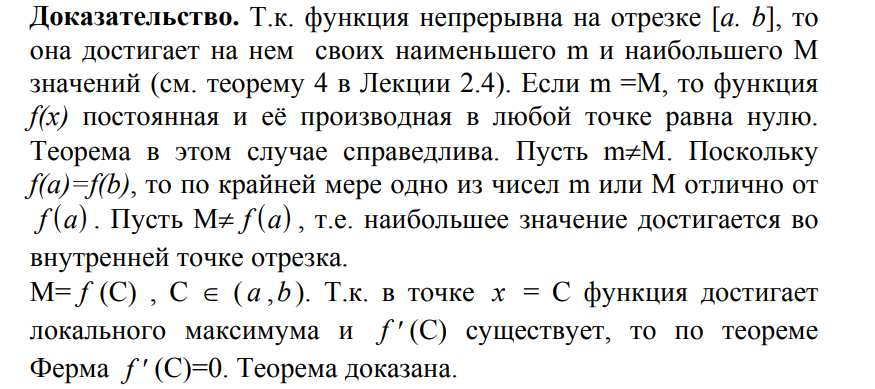 Доказательство. Т.к. функция непрерывна на отрезке [a. b], то
она достигает на нем своих наименьшего m и наибольшего М
значений (см. теорему 4 в Лекции 2.4). Если m =M, то функция
f(x) постоянная и её производная в любой точке равна нулю.
Теорема в этом случае справедлива. Пусть m≠M. Поскольку
f(a)=f(b), то по крайней мере одно из чисел m или М отлично от
f(a). Пусть М≠ f(a), т.е. наибольшее значение достигается во
внутренней точке отрезка.
М= f (C) , C ∈ (a,b). Т.к. в точке x = C функция достигает
локального максимума и f′(C) существует, то по теореме
Ферма f′(C)=0. Теорема доказана.